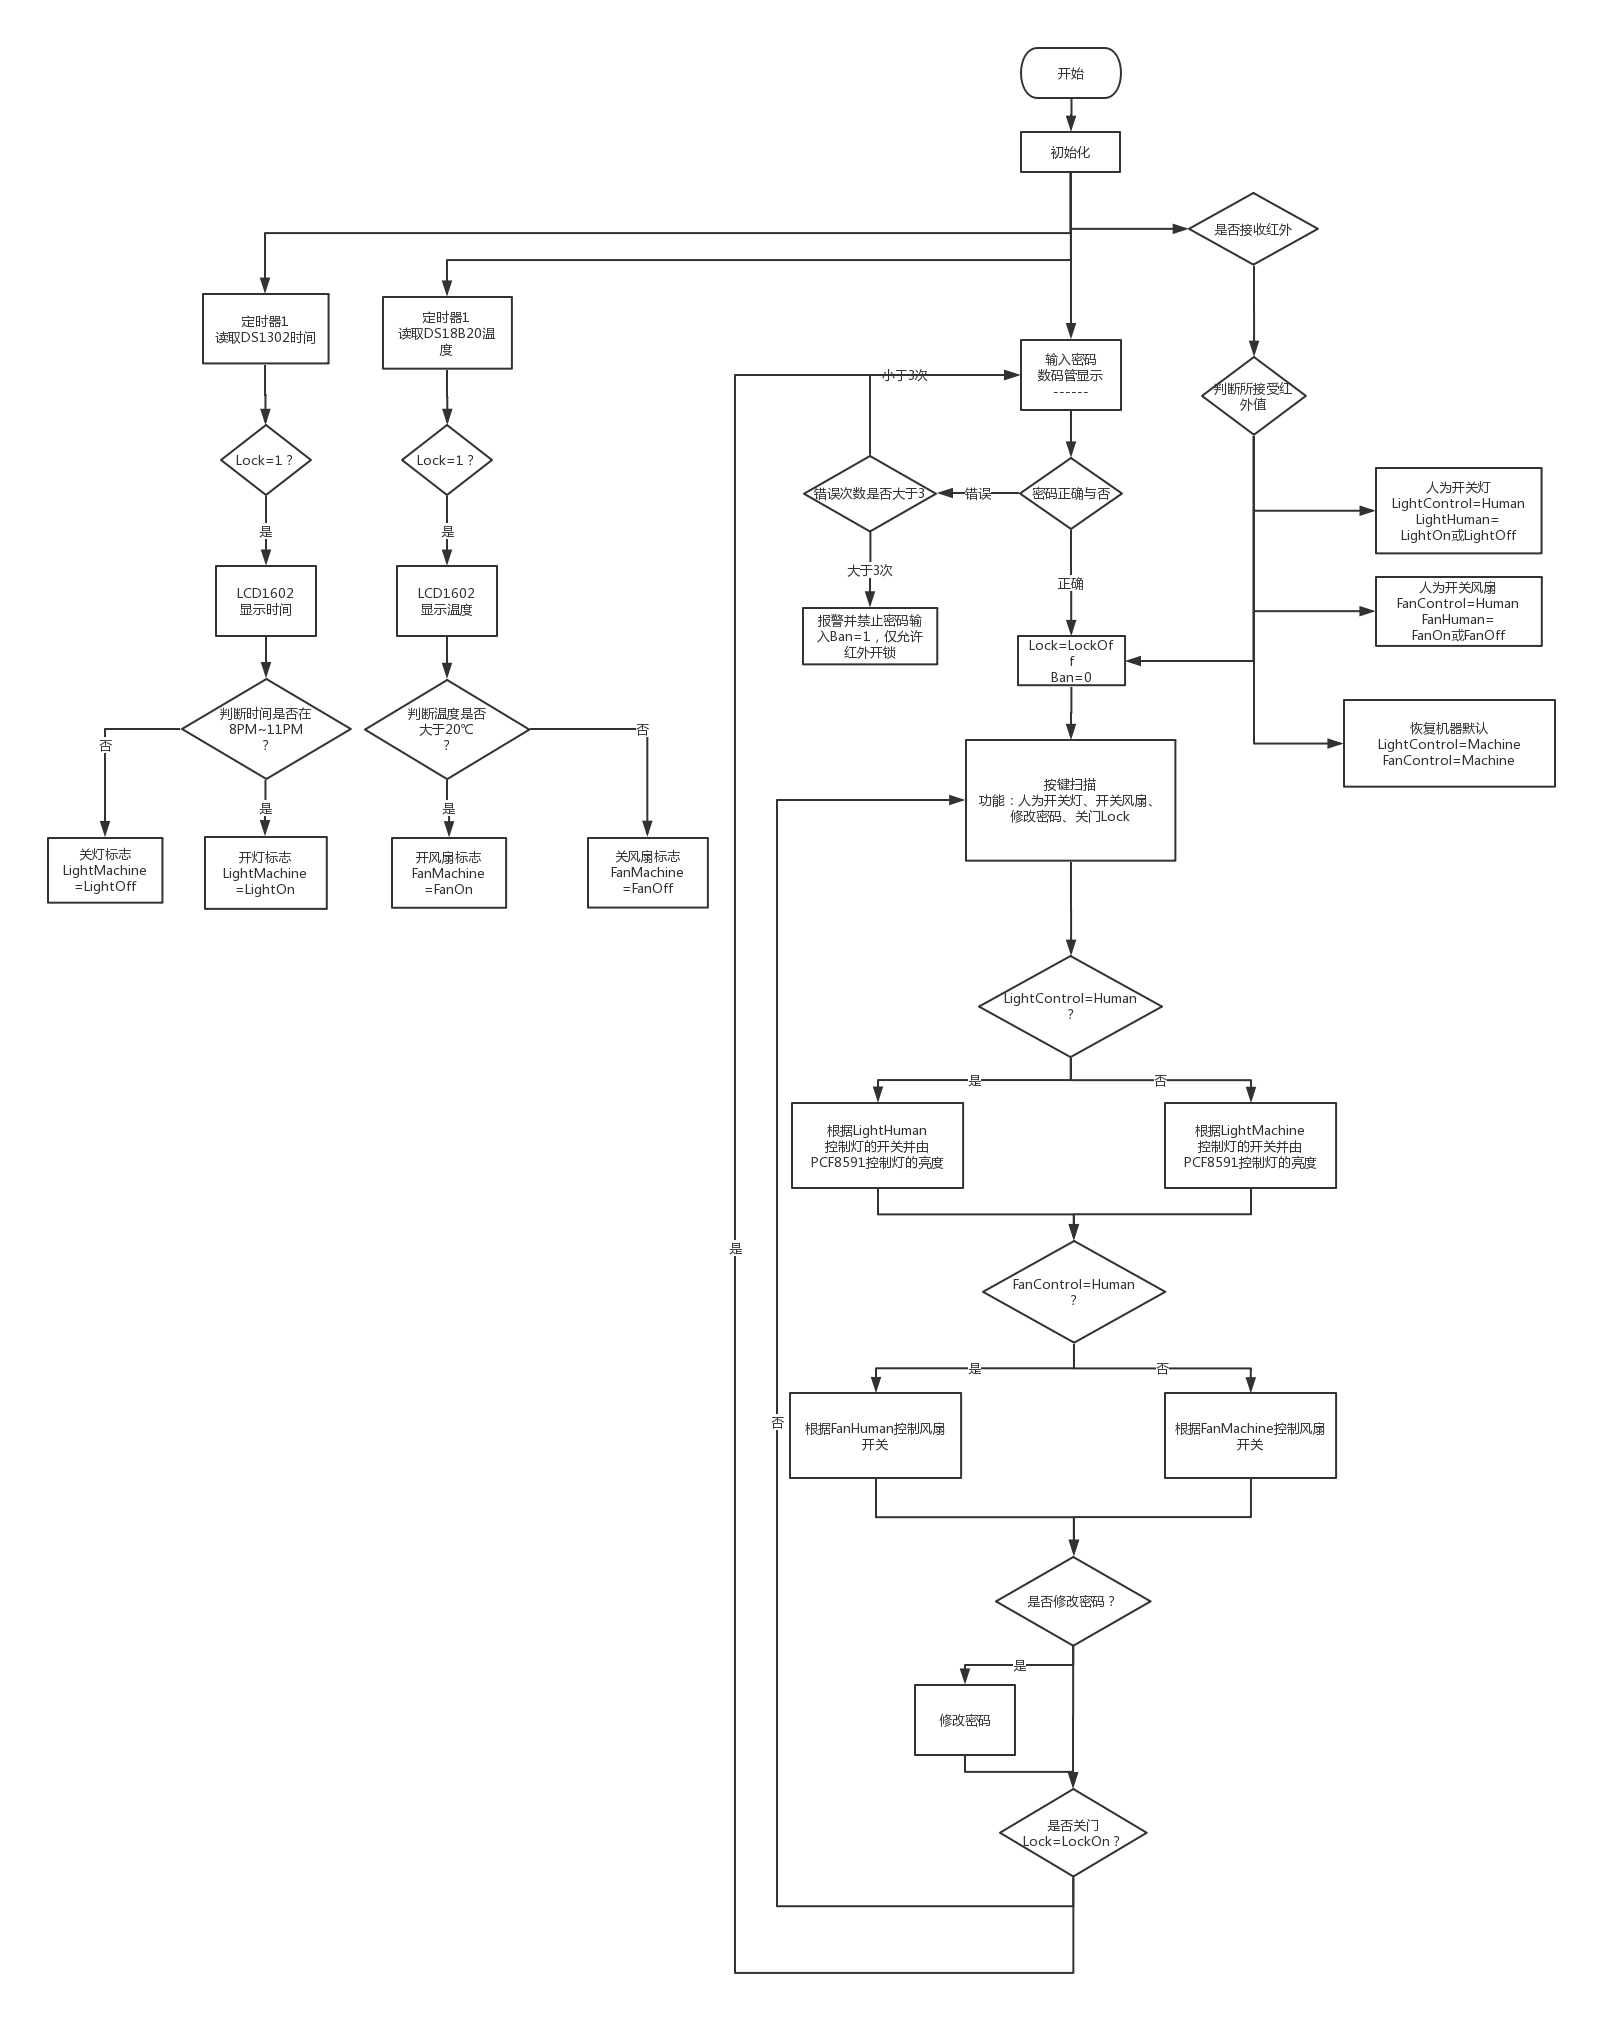 开始
初始化
是否接收红外
定时器1
读取DS1302时间
定时器1
读取DS18B20温
度
输入密码
数码管显示
------
小于3次
判断所接受红
外值
Lock=1？
Lock=1？
错误次数是否大于3
错误
密码正确与否
人为开关灯
LightControl=Human
LightHuman=
LightOn或LightOff
是
是
大于3次
正确
LCD1602
显示时间
LCD1602
显示温度
报警并禁止密码输
入Ban=1，仅允许
红外开锁
人为开关风扇
FanControl=Human
FanHuman=
FanOn或FanOff
Lock=LockOf
f
Ban=0
判断时间是否在
8PM~11PM
？
判断温度是否
大于20℃
？
否
否
恢复机器默认
LightControl=Machine
FanControl=Machine
按键扫描
功能：人为开关灯、开关风扇、
修改密码、关门Lock
是
是
关灯标志
LightMachine
=LightOff
开灯标志
LightMachine
=LightOn
开风扇标志
FanMachine
=FanOn
关风扇标志
FanMachine
=FanOff
LightControl=Human
？
是
否
根据LightHuman
控制灯的开关并由
PCF8591控制灯的亮度
根据LightMachine
控制灯的开关并由
PCF8591控制灯的亮度
是
FanControl=Human
？
是
否
否
根据FanHuman控制风扇
开关
根据FanMachine控制风扇
开关
是否修改密码？
是
修改密码
是否关门
Lock=LockOn？